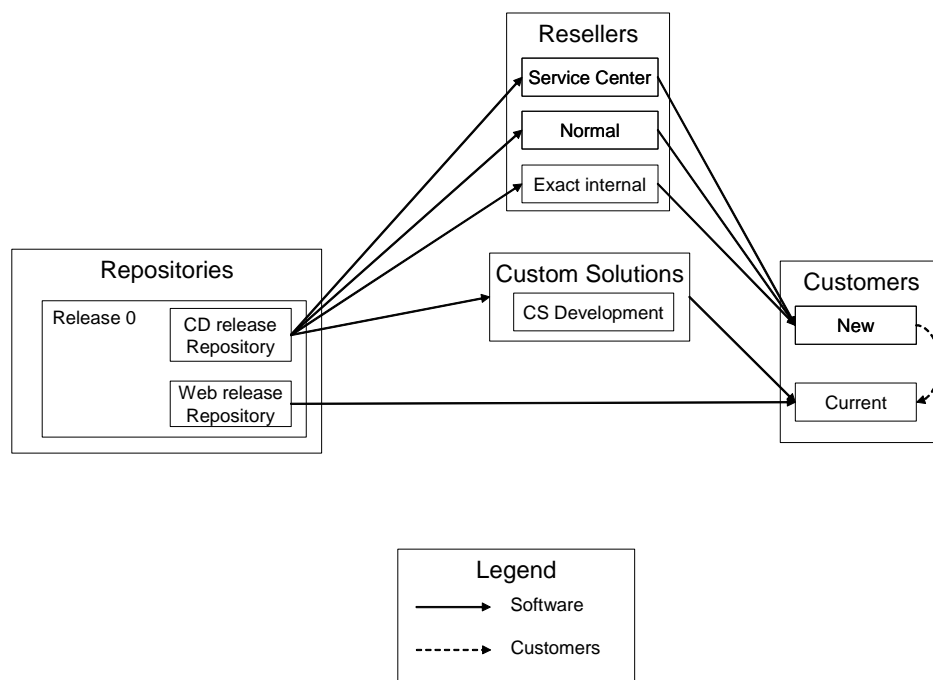 Resellers
Service Center
Normal
Exact internal
Repositories
Release 0
CD release
Repository
Web release
Repository
Custom Solutions
CS Development
Customers
New
Current
Legend
Software
Customers